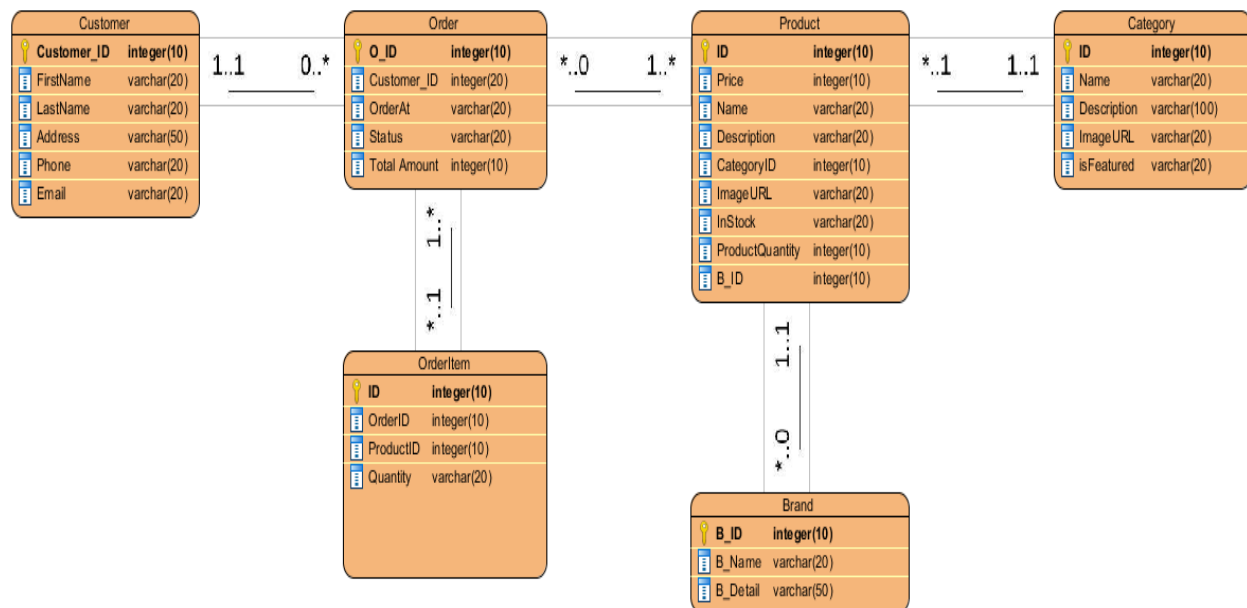 Customer
Customer_ID integer(10)
FirstName varchar(20)
LastName varchar(20)
Address varchar(50)
Phone varchar(20)
Email varchar(20)
1..1 0..*
Order
O_ID integer(10)
Customer_ID integer(20)
OrderAt varchar(20)
Status varchar(20)
Total Amount integer(10)
*..0 1..*
Product
ID integer(10)
Price integer(10)
Name varchar(20)
Description varchar(20)
CategoryID integer(10)
ImageURL varchar(20)
InStock varchar(20)
ProductQuantity integer(10)
B_ID integer(10)
*..1 1..1
Category
ID integer(10)
Name varchar(20)
Description varchar(100)
ImageURL varchar(20)
isFeatured varchar(20)
*..1 1..*
OrderItem
ID integer(10)
OrderID integer(10)
ProductID integer(10)
Quantity varchar(20)
*..0 1..1
Brand
B_ID integer(10)
B_Name varchar(20)
B_Detail varchar(50)